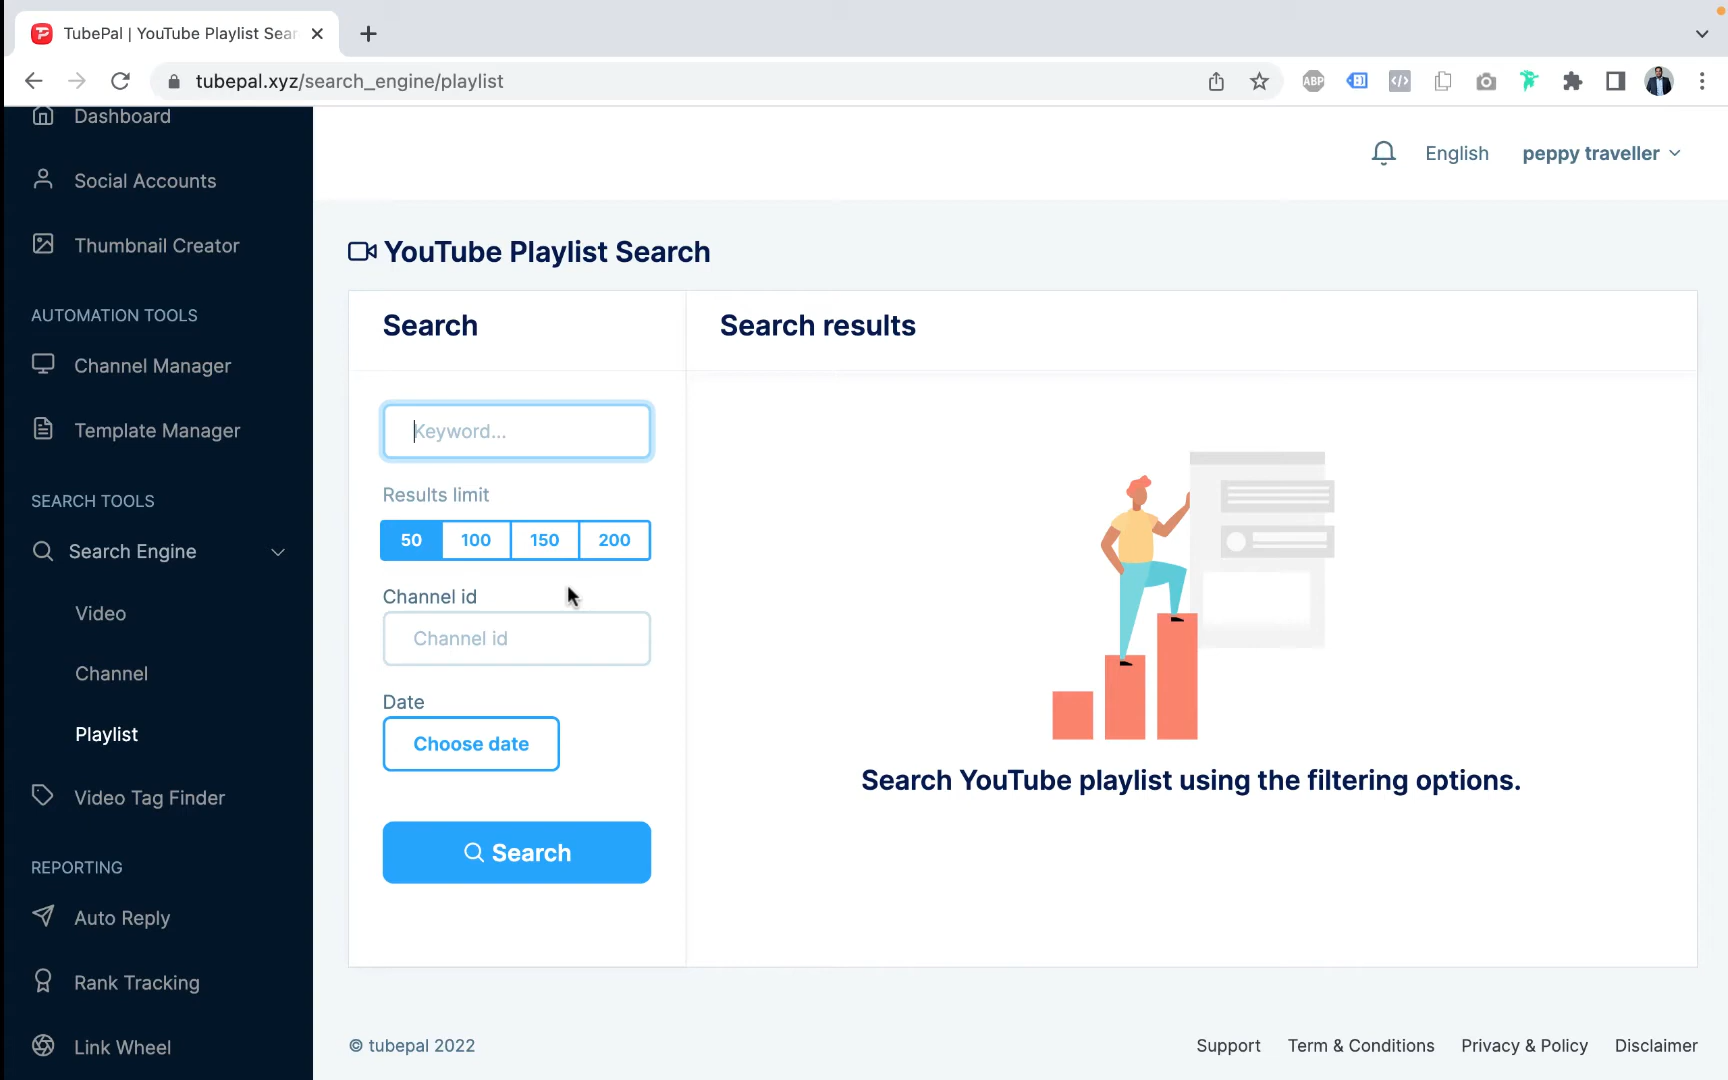 TubePal | YouTube Playlist Sear
tubepal.xyz/search_engine/playlist
ABP
Dashboard
Social Accounts
Thumbnail Creator
AUTOMATION TOOLS
Channel Manager
Template Manager
SEARCH TOOLS
Search Engine
Video
Channel
Playlist
Video Tag Finder
REPORTING
Auto Reply
Rank Tracking
Link Wheel
English
peppy traveller
YouTube Playlist Search
Search
Keyword...
Results limit
50 100 150 200
Channel id
Channel id
Date
Choose date
Search
Search results
Search YouTube playlist using the filtering options.
© tubepal 2022
Support Term & Conditions Privacy & Policy Disclaimer